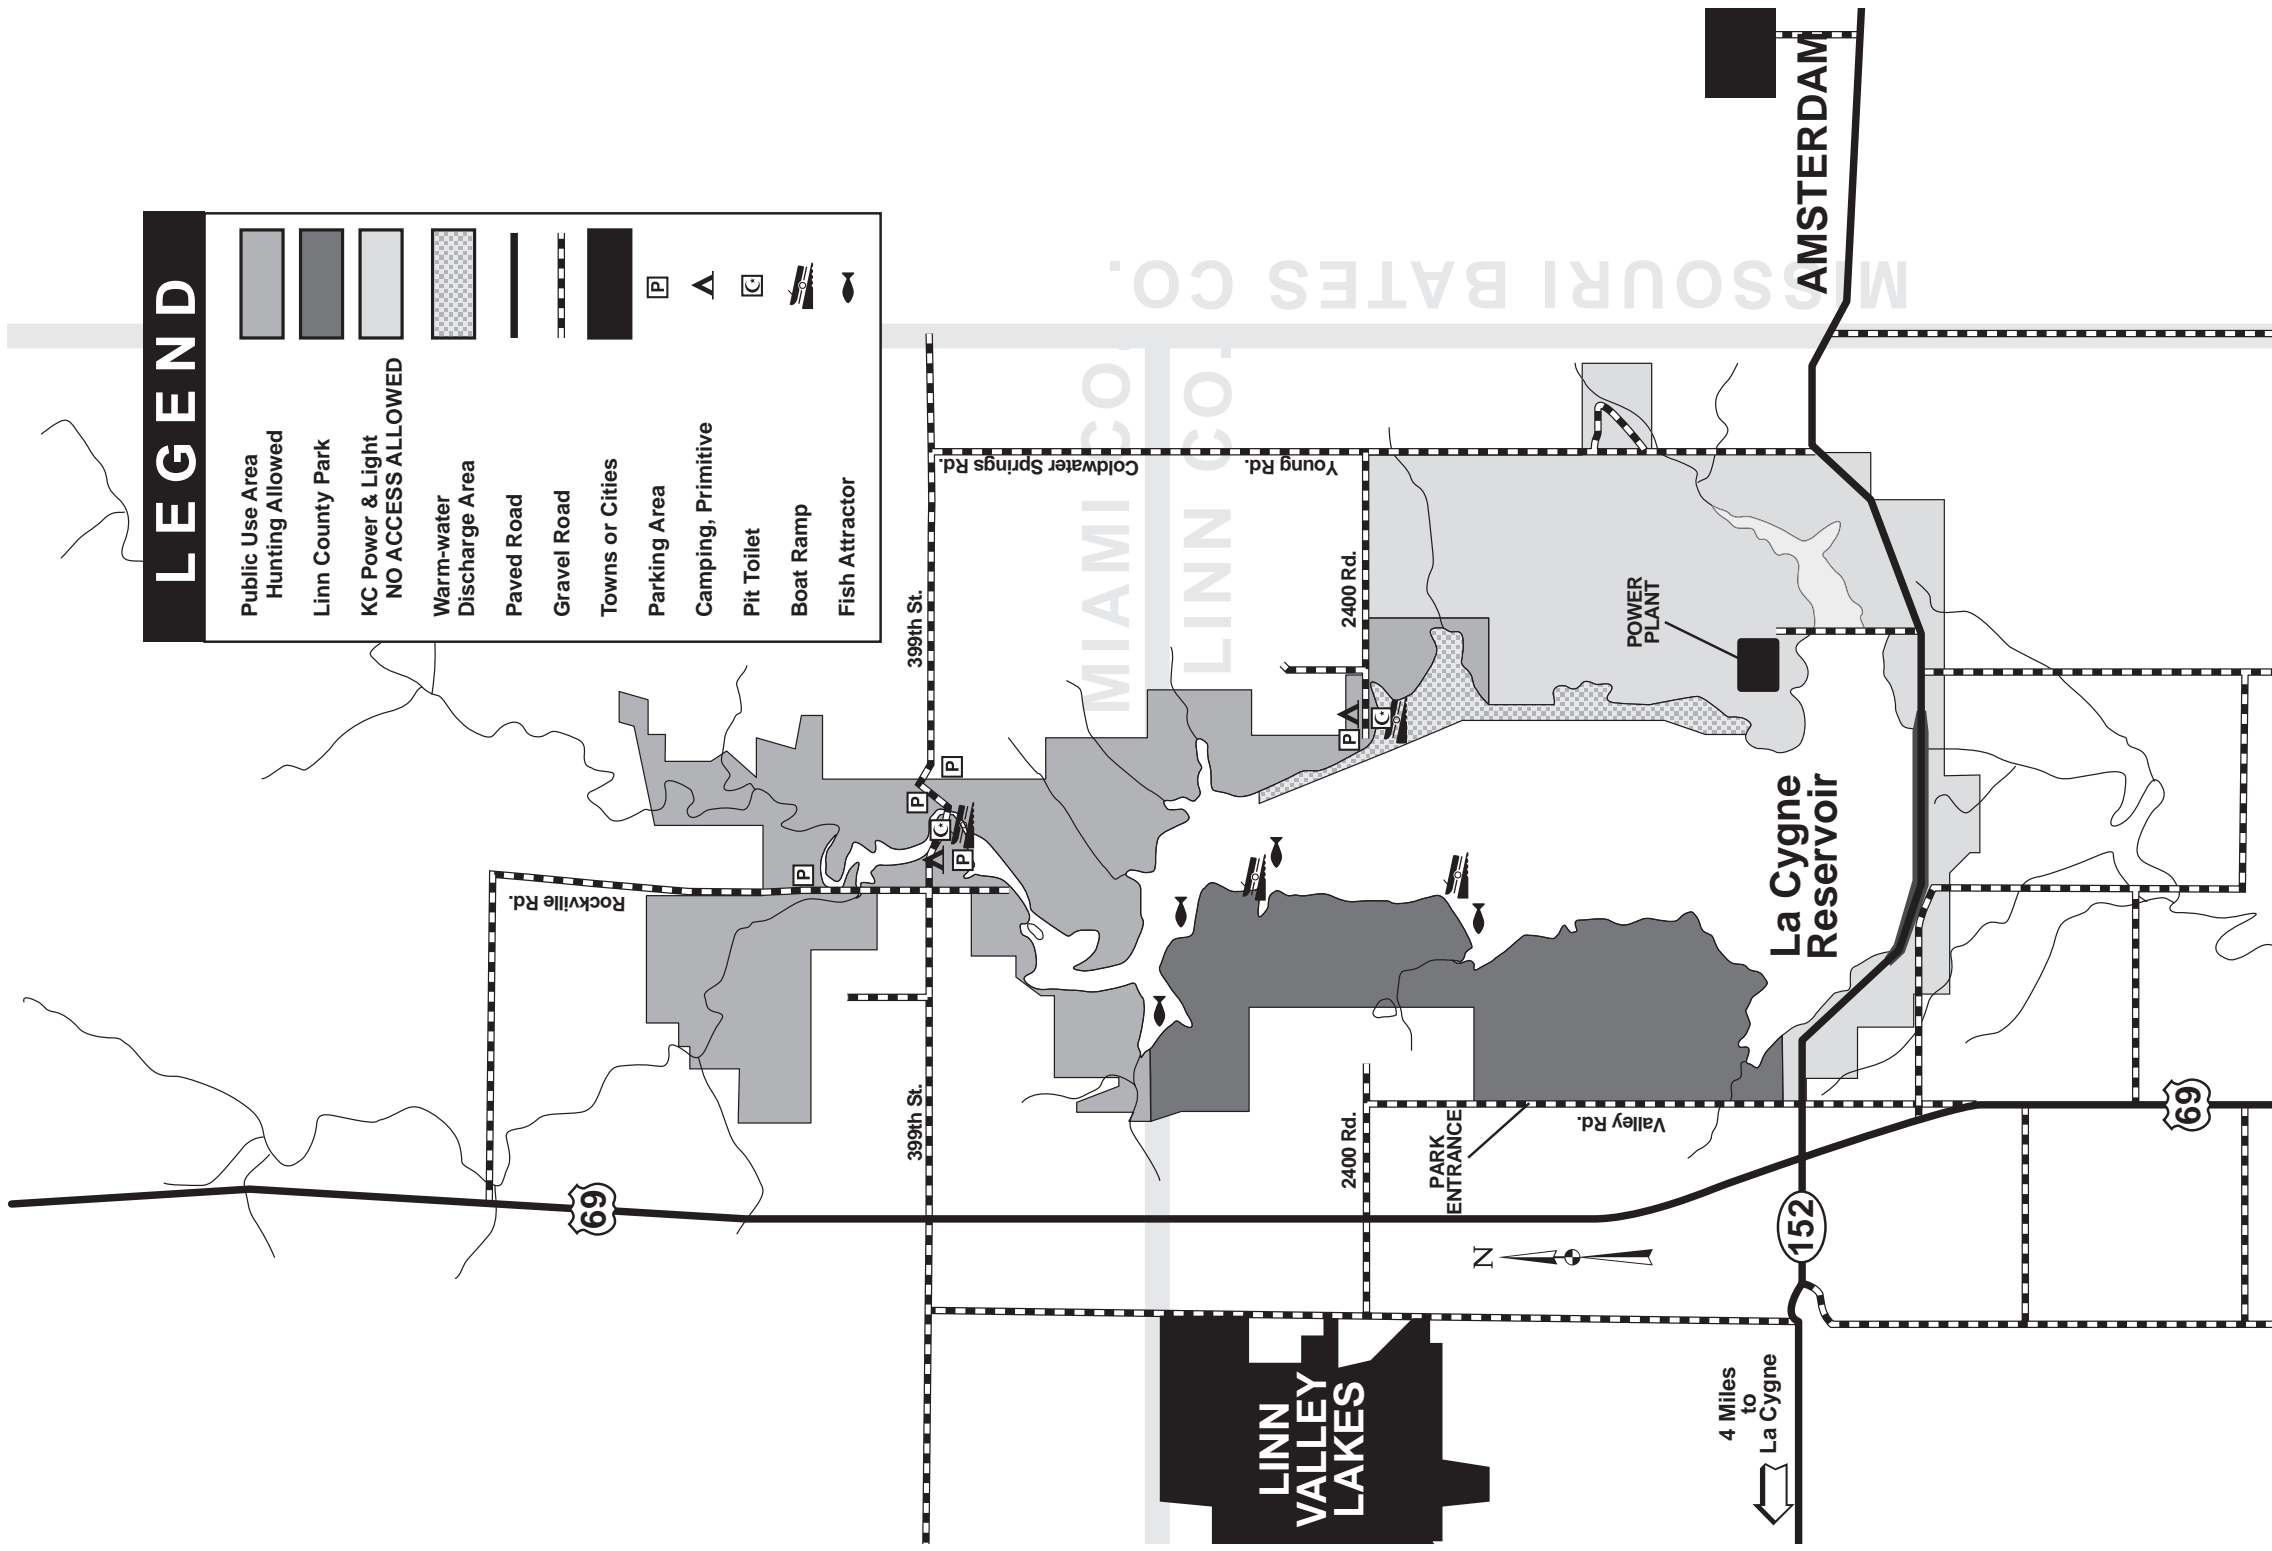 LEGEND
Public Use Area
Hunting Allowed
Linn County Park
KC Power & Light
NO ACCESS ALLOWED
Warm-water
Discharge Area
Paved Road
Gravel Road
Towns or Cities
Parking Area
P
Camping, Primitive
Pit Toilet
Boat Ramp
Fish Attractor
Rockville Rd.
69
P
P
P
P
399th St.
399th St.
Coldwater Springs Rd.
MIAMI CO.
LINN CO.
MISSOURI BATES CO.
Young Rd.
2400 Rd.
2400 Rd.
P
POWER
PLANT
PARK
ENTRANCE
Valley Rd.
N
La Cygne
Reservoir
AMSTERDAM
LINN
VALLEY
LAKES
152
69
4 Miles
to
La Cygne